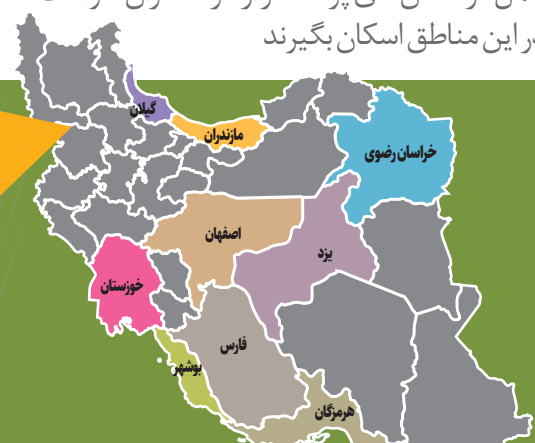 در این مناطق اسکان بگیرند
گیلان
مازندران
خراسان رضوی
اصفهان
یزد
خوزستان
فارس
بوشهر
هرمزگان